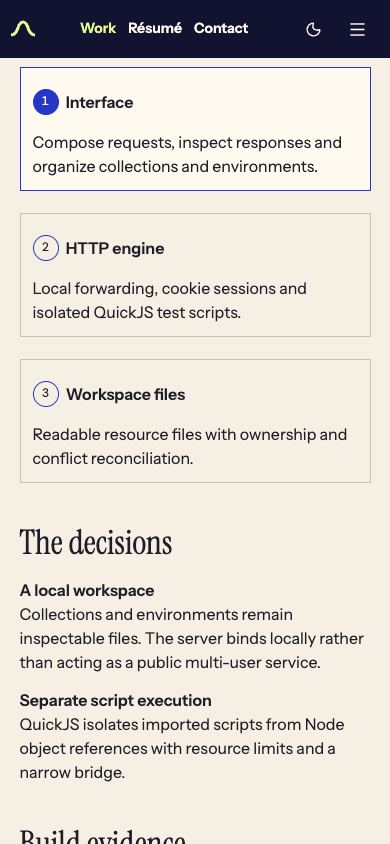 Work Résumé Contact
1 Interface
Compose requests, inspect responses and
organize collections and environments.
2 HTTP engine
Local forwarding, cookie sessions and
isolated QuickJS test scripts.
3 Workspace files
Readable resource files with ownership and
conflict reconciliation.
The decisions
A local workspace
Collections and environments remain
inspectable files. The server binds locally rather
than acting as a public multi-user service.
Separate script execution
QuickJS isolates imported scripts from Node
object references with resource limits and a
narrow bridge.
Build evidence